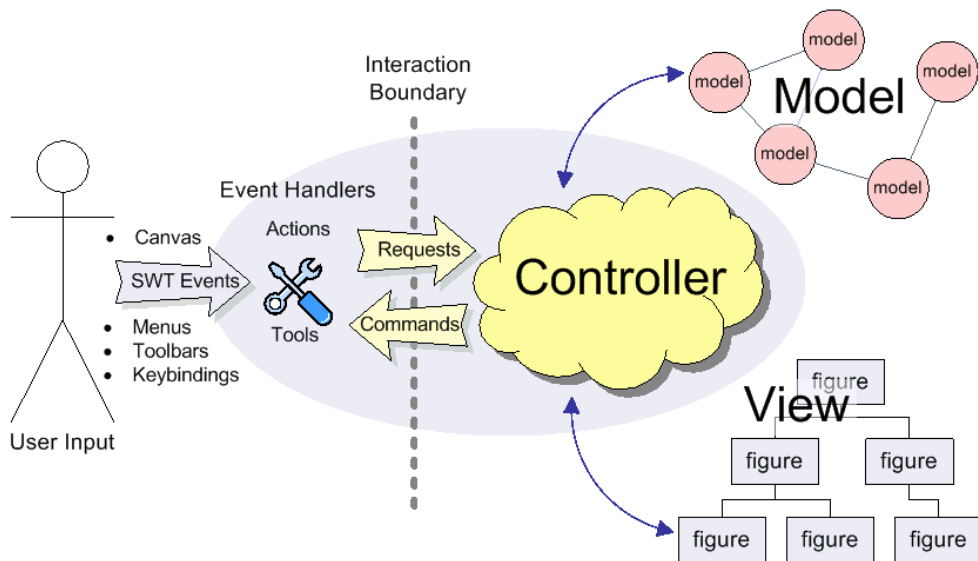 Interaction
Boundary
Event Handlers
Actions
Tools
Canvas
SWT Events
Menus
Toolbars
Keybindings
User Input
Requests
Commands
Controller
model
model
model
Model
model
model
figure
View
figure
figure
figure
figure
figure